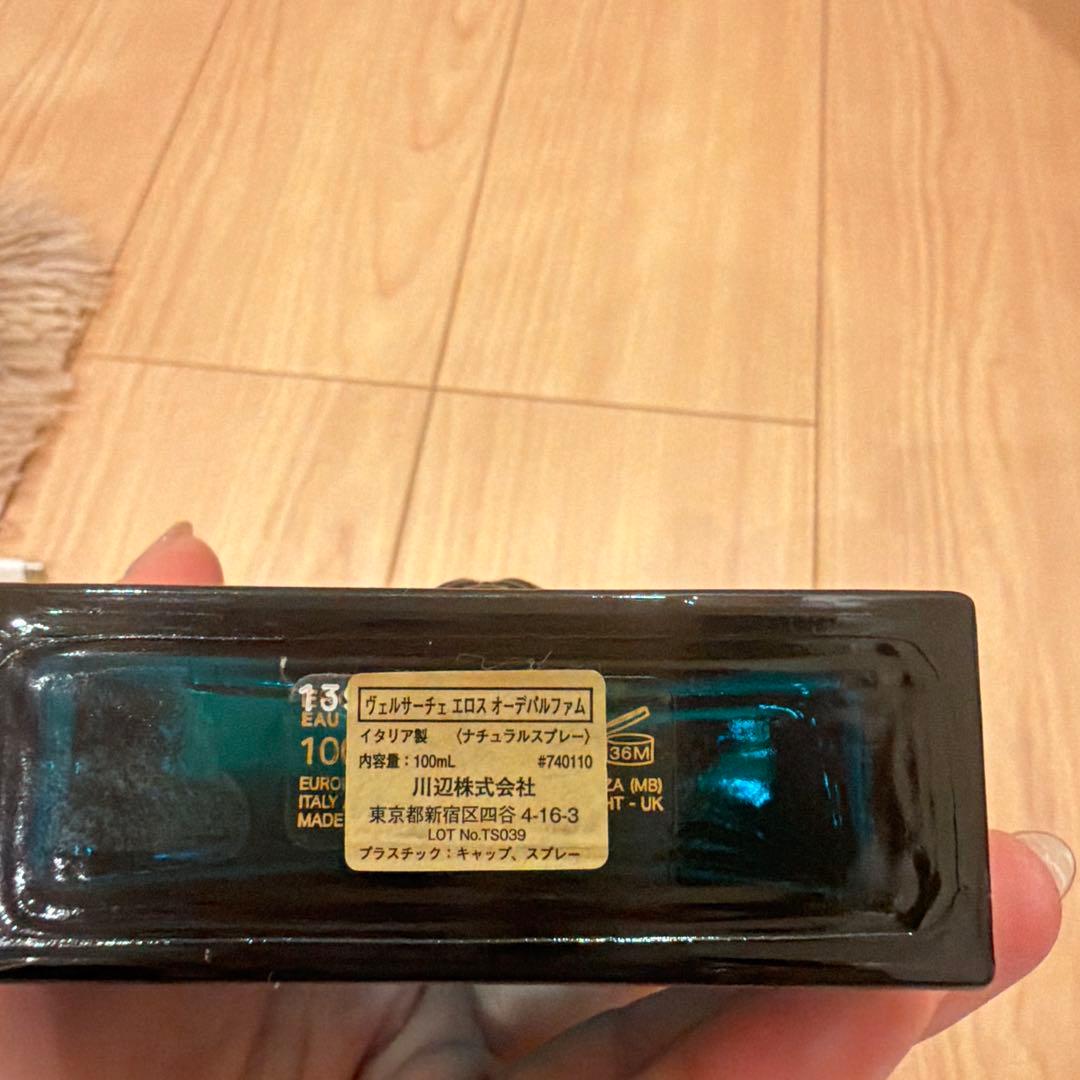 ヴェルサーチェ エロス オーデパルファム
イタリア製 〈ナチュラルスプレー〉
内容量：100mL #740110
川辺株式会社
東京都新宿区四谷 4-16-3
LOT No.TS039
プラスチック：キャップ、スプレー
EAU
100
ITALY
MADE
36M
(MB)
- UK